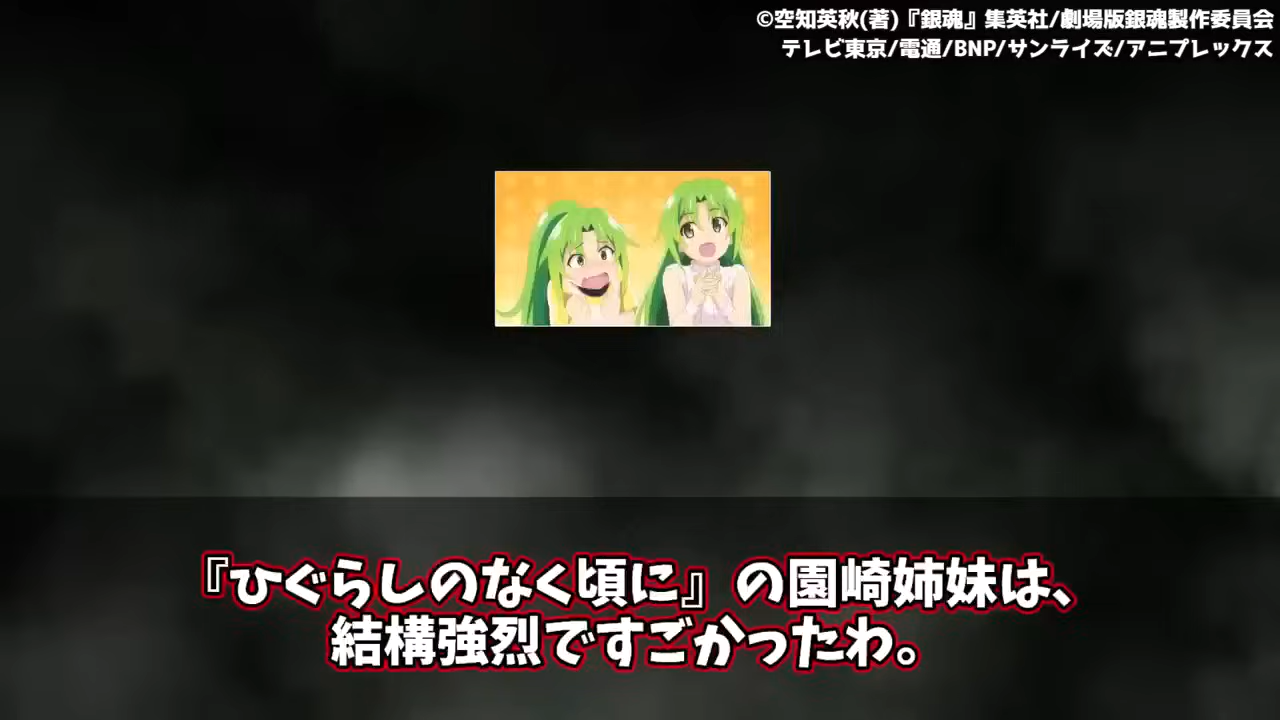 ©空知英秋(著)『銀魂』集英社/劇場版銀魂製作委員会
テレビ東京/電通/BNP/サンライズ/アニプレックス
『ひぐらしのなく頃に』の園崎姉妹は、
結構強烈ですごかったわ。